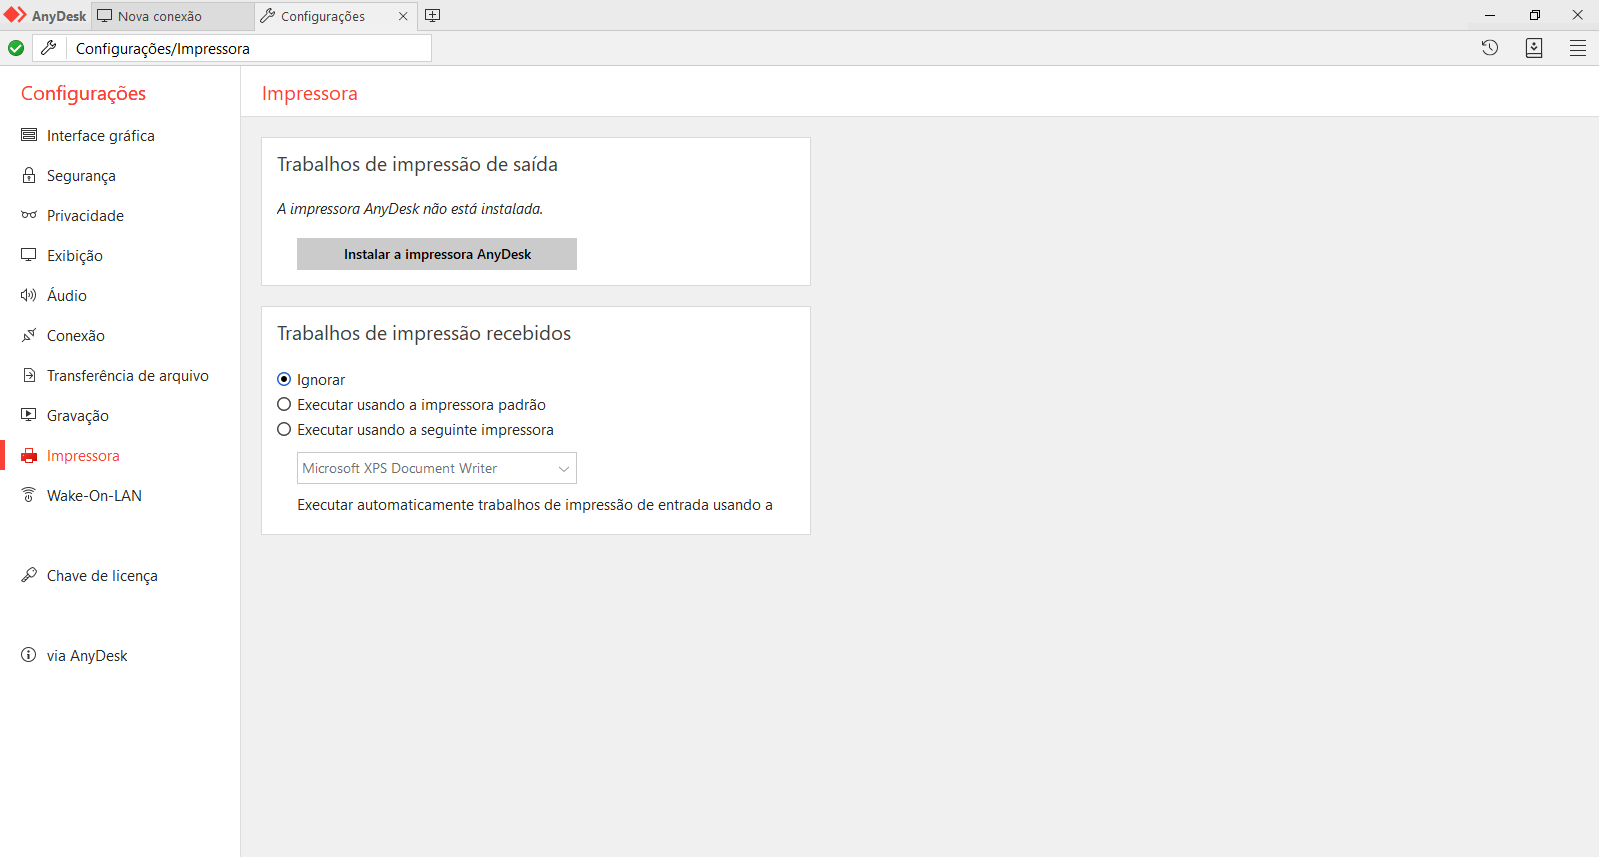 AnyDesk
Nova conexão
Configurações
Configurações/Impressora
Configurações
Interface gráfica
Segurança
Privacidade
Exibição
Áudio
Conexão
Transferência de arquivo
Gravação
Impressora
Wake-On-LAN
Chave de licença
via AnyDesk
Impressora
Trabalhos de impressão de saída
A impressora AnyDesk não está instalada.
Instalar a impressora AnyDesk
Trabalhos de impressão recebidos
Ignorar
Executar usando a impressora padrão
Executar usando a seguinte impressora
Microsoft XPS Document Writer
Executar automaticamente trabalhos de impressão de entrada usando a